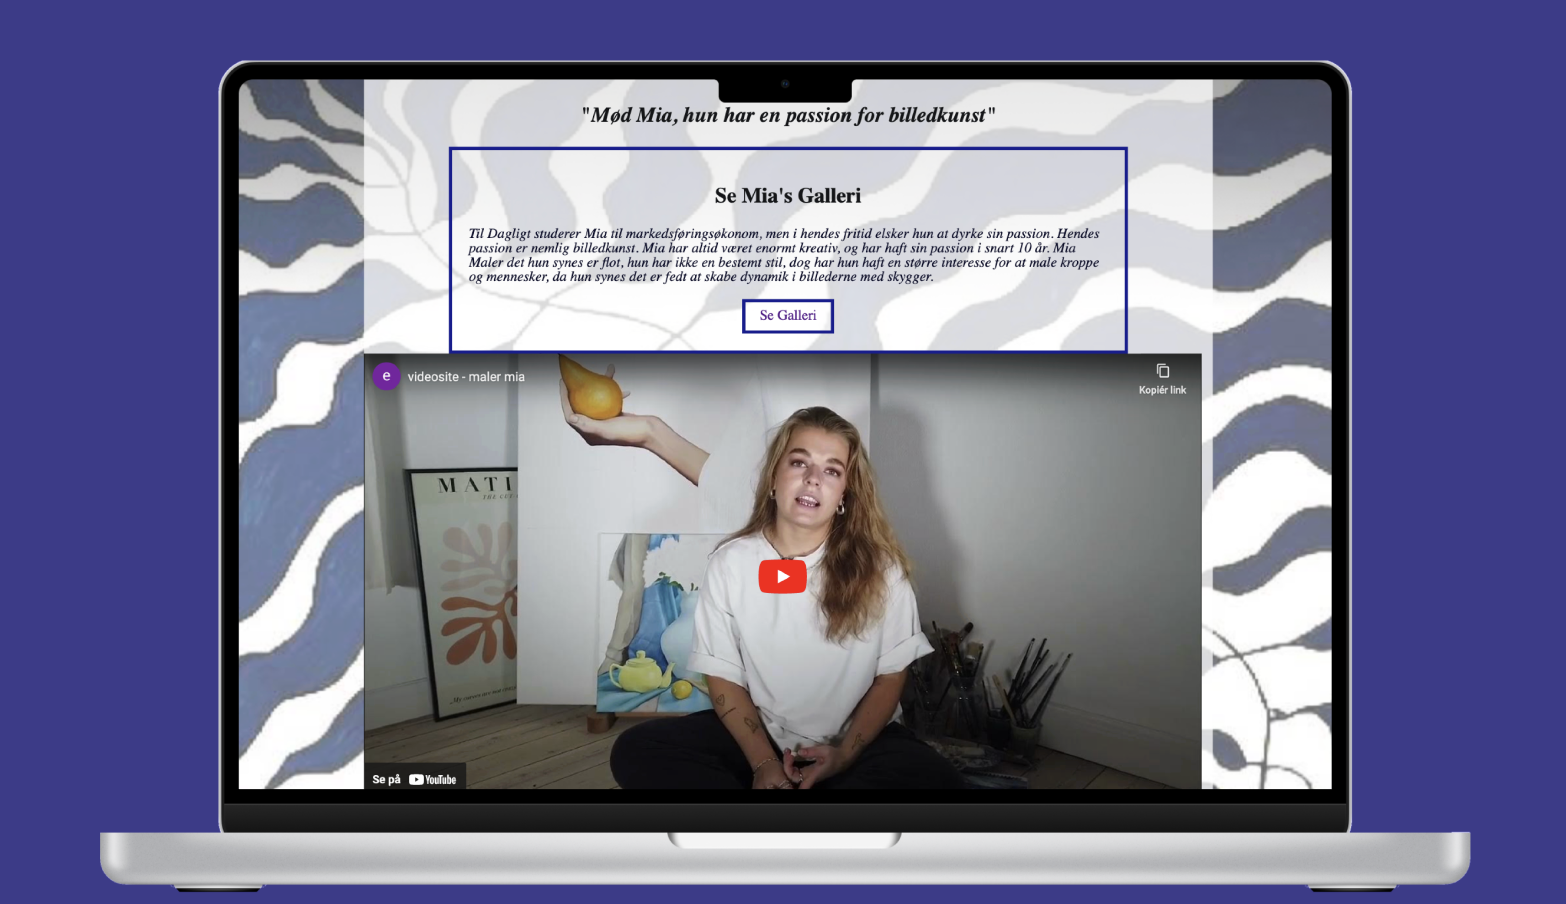 "Mød Mia, hun har en passion for billedkunst"
Se Mia's Galleri
Til Dagligt studerer Mia til markedsføringsøkonom, men i hendes fritid elsker hun at dyrke sin passion. Hendes
passion er nemlig billedkunst. Mia har altid været enormt kreativ, og har haft sin passion i snart 10 år. Mia
Maler det hun synes er flot, hun har ikke en bestemt stil, dog har hun haft en større interesse for at male kroppe
og mennesker, da hun synes det er fedt at skabe dynamik i billederne med skygger.
Se Galleri
e videosite - maler mia
Kopiér link
MATI
THE CUT
Se på YouTube